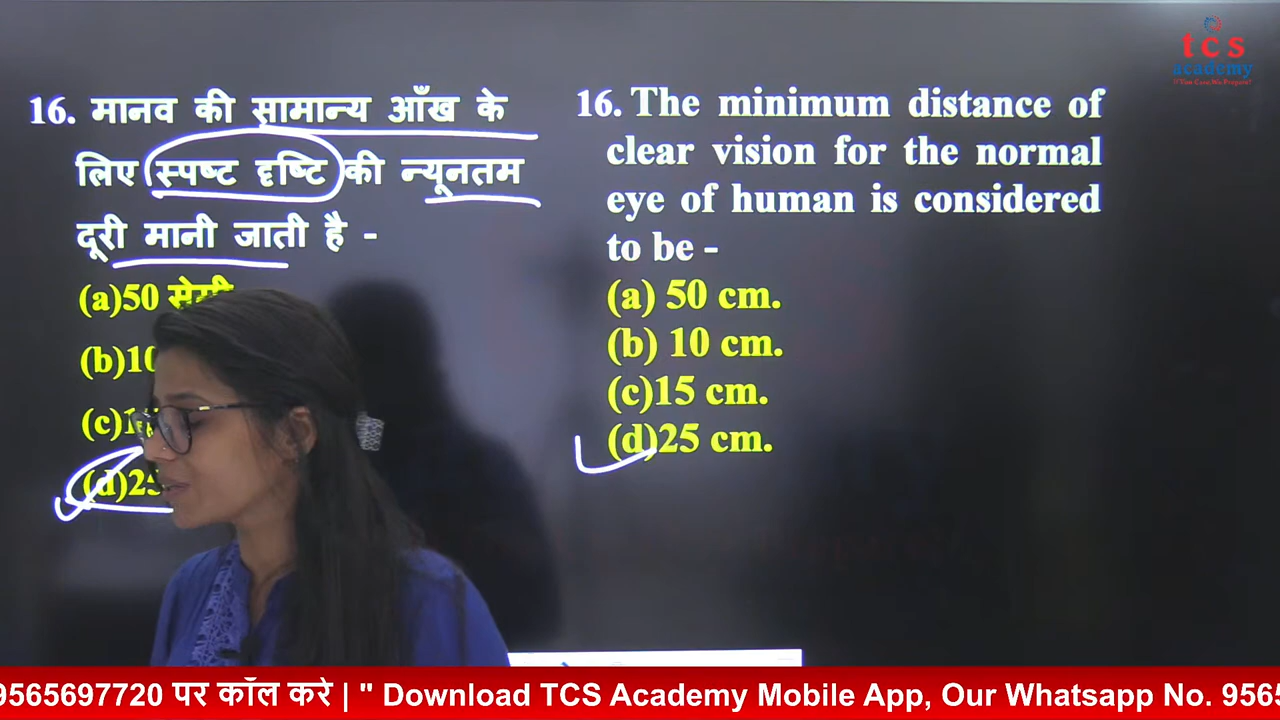 tcs
academy
16. मानव की सामान्य आँख के
लिए स्पष्ट दृष्टि की न्यूनतम
दूरी मानी जाती है -
(a)50 सेमी
(b)10
(c)1
(d)25
16. The minimum distance of
clear vision for the normal
eye of human is considered
to be -
(a) 50 cm.
(b) 10 cm.
(c)15 cm.
(d)25 cm.
9565697720 पर कॉल करे | " Download TCS Academy Mobile App, Our Whatsapp No. 9565